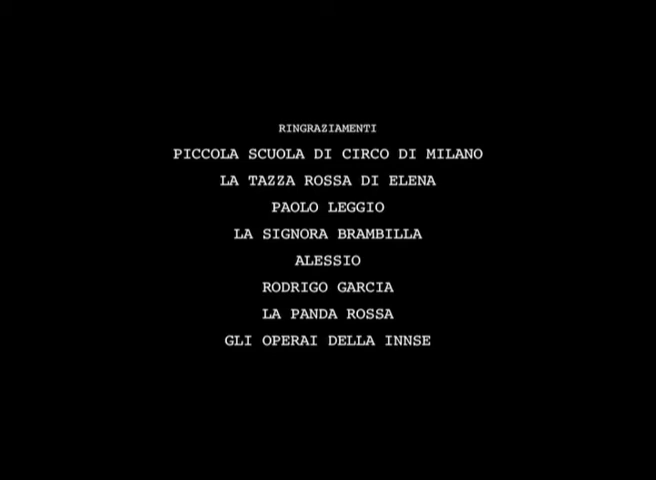 RINGRAZIAMENTI
PICCOLA SCUOLA DI CIRCO DI MILANO
LA TAZZA ROSSA DI ELENA
PAOLO LEGGIO
LA SIGNORA BRAMBILLA
ALESSIO
RODRIGO GARCIA
LA PANDA ROSSA
GLI OPERAI DELLA INNSE